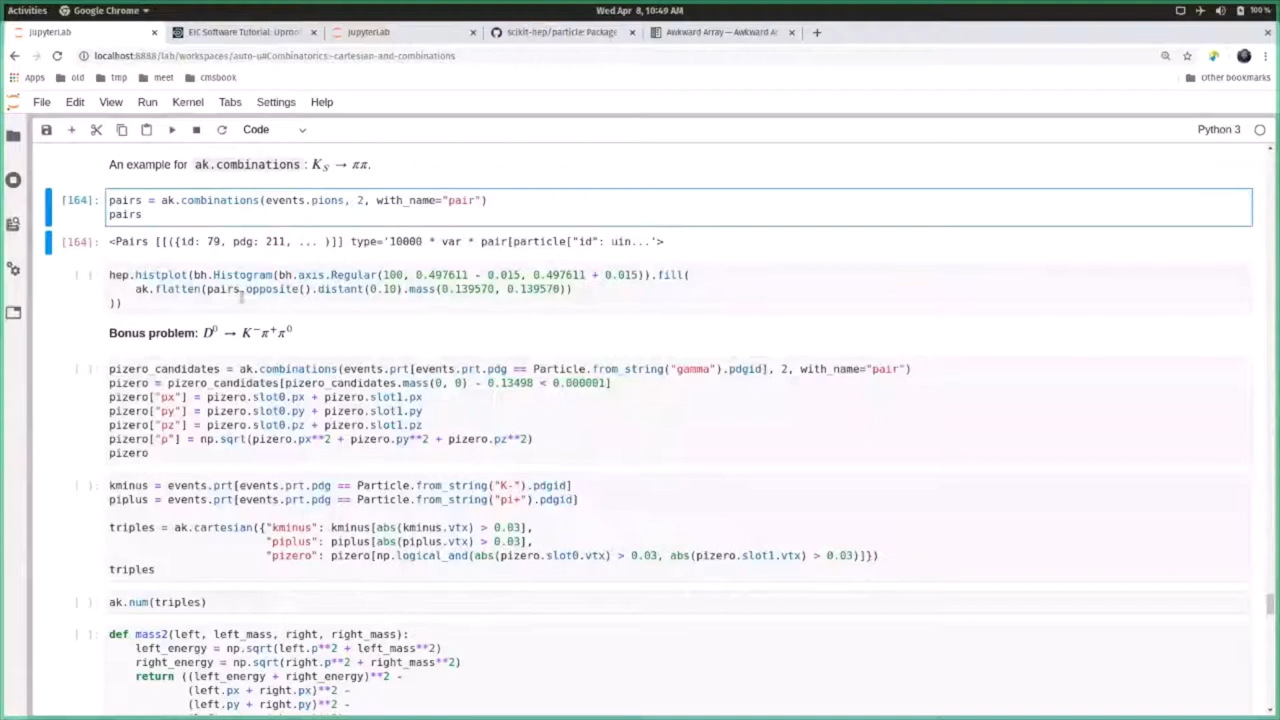 Activities Google Chrome Wed Apr 8, 10:49 AM 100 %
JupyterLab × EIC Software Tutorial: Uproo × JupyterLab × scikit-hep/particle: Package × Awkward Array — Awkward Ar × +
localhost:8888/lab/workspaces/auto-u#Combinatorics:-cartesian-and-combinations
Apps old tmp meet cmsbook Other bookmarks
File Edit View Run Kernel Tabs Settings Help
Code Python 3
An example for ak.combinations: K_S → ππ.
[164]: pairs = ak.combinations(events.pions, 2, with_name="pair")
pairs
[164]: <Pairs [[({id: 79, pdg: 211, ... )]] type='10000 * var * pair[particle["id": uin...'>
[ ]: hep.histplot(bh.Histogram(bh.axis.Regular(100, 0.497611 - 0.015, 0.497611 + 0.015)).fill(
ak.flatten(pairs.opposite().distant(0.10).mass(0.139570, 0.139570))
))
Bonus problem: D⁰ → K⁻π⁺π⁰
[ ]: pizero_candidates = ak.combinations(events.prt[events.prt.pdg == Particle.from_string("gamma").pdgid], 2, with_name="pair")
pizero = pizero_candidates[pizero_candidates.mass(0, 0) - 0.13498 < 0.000001]
pizero["px"] = pizero.slot0.px + pizero.slot1.px
pizero["py"] = pizero.slot0.py + pizero.slot1.py
pizero["pz"] = pizero.slot0.pz + pizero.slot1.pz
pizero["p"] = np.sqrt(pizero.px**2 + pizero.py**2 + pizero.pz**2)
pizero
[ ]: kminus = events.prt[events.prt.pdg == Particle.from_string("K-").pdgid]
piplus = events.prt[events.prt.pdg == Particle.from_string("pi+").pdgid]
triples = ak.cartesian({"kminus": kminus[abs(kminus.vtx) > 0.03],
"piplus": piplus[abs(piplus.vtx) > 0.03],
"pizero": pizero[np.logical_and(abs(pizero.slot0.vtx) > 0.03, abs(pizero.slot1.vtx) > 0.03)]})
triples
[ ]: ak.num(triples)
[ ]: def mass2(left, left_mass, right, right_mass):
left_energy = np.sqrt(left.p**2 + left_mass**2)
right_energy = np.sqrt(right.p**2 + right_mass**2)
return ((left_energy + right_energy)**2 -
(left.px + right.px)**2 -
(left.py + right.py)**2 -